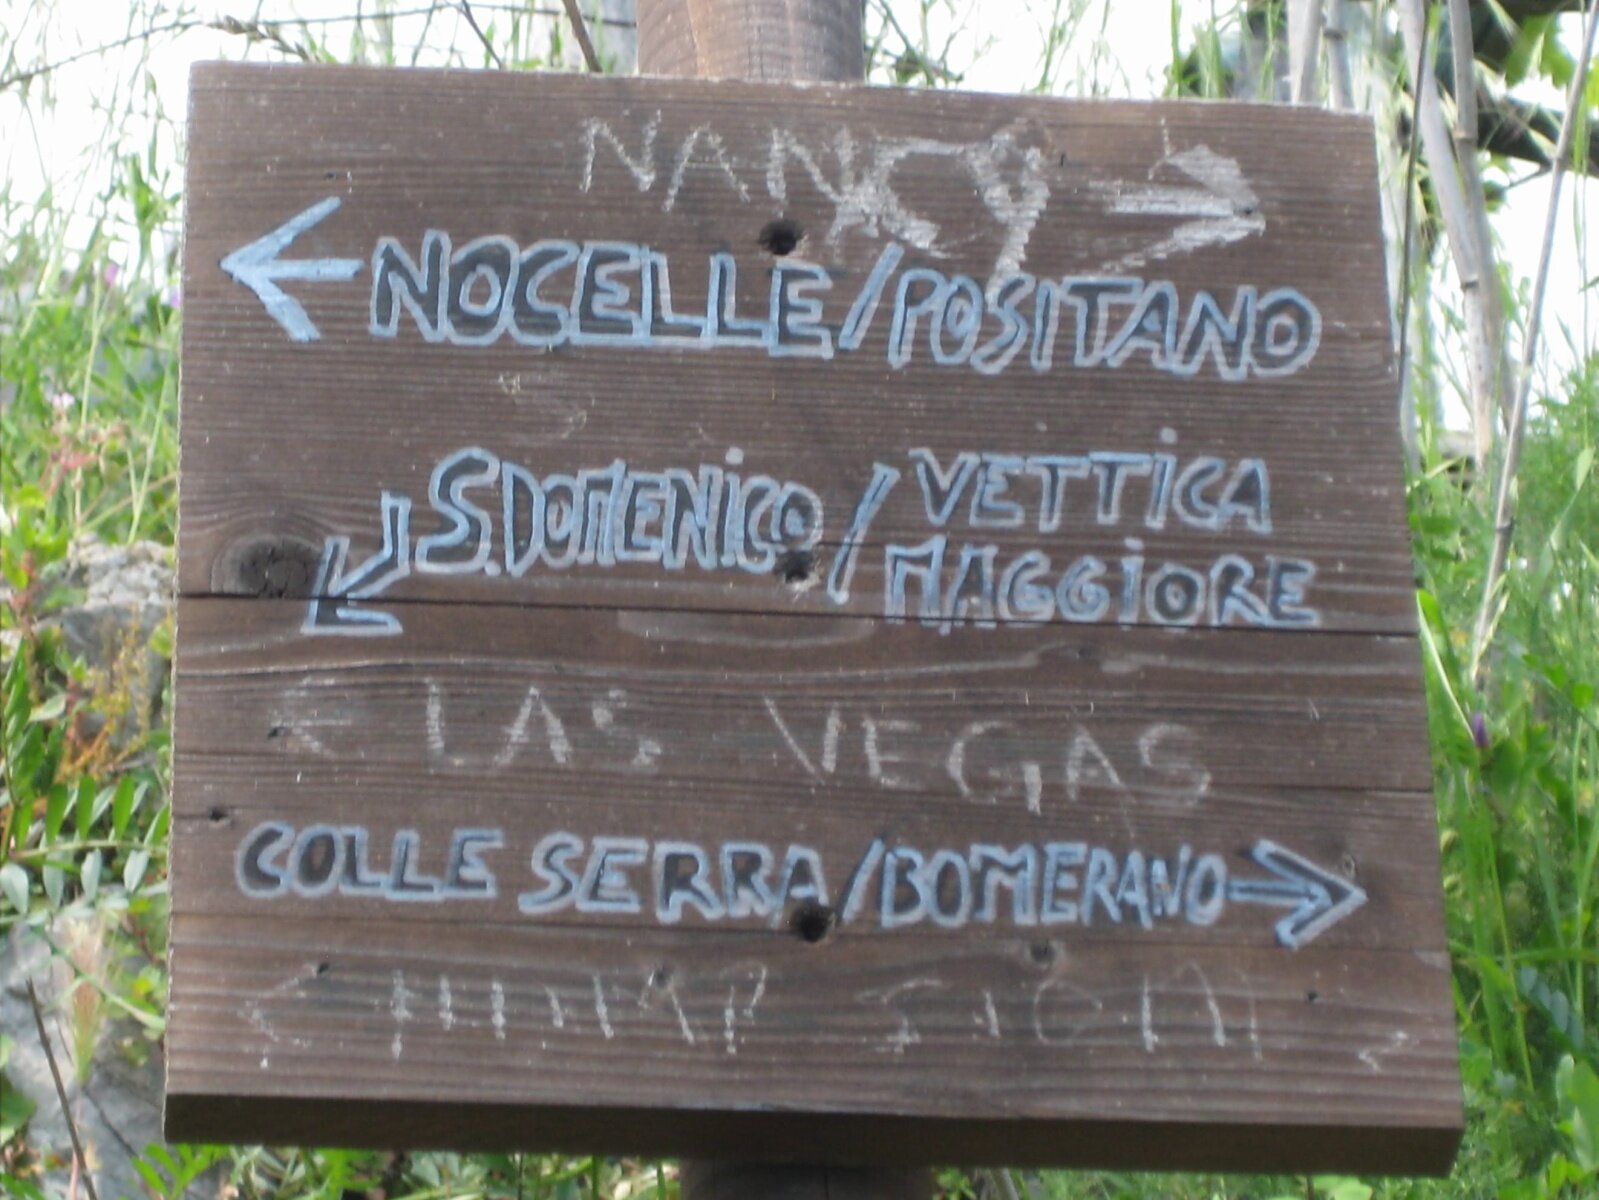 NANCY →
← NOCELLE/POSITANO
↙ S. DOMENICO / VETTICA MAGGIORE
← LAS VEGAS
COLLE SERRA/BOMERANO →